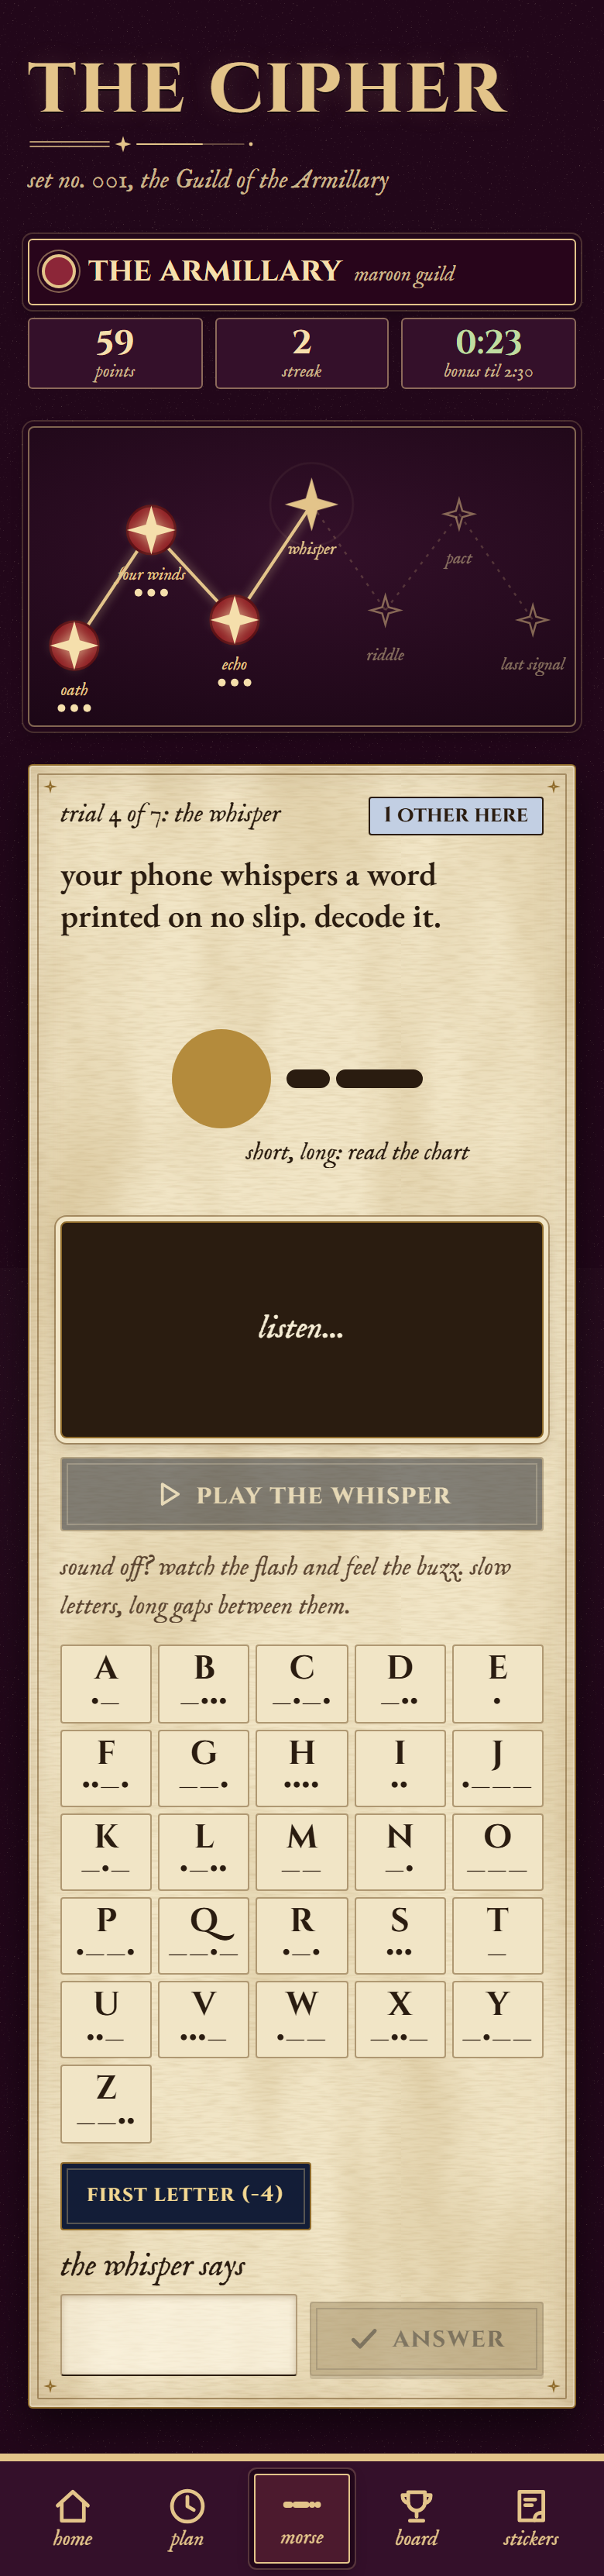 THE CIPHER
set no. 001, the Guild of the Armillary
THE ARMILLARY maroon guild
59 points
2 streak
0:23 bonus til 2:30
four winds
whisper
pact
oath
echo
riddle
last signal
trial 4 of 7: the whisper
1 OTHER HERE
your phone whispers a word
printed on no slip. decode it.
short, long: read the chart
listen...
PLAY THE WHISPER
sound off? watch the flash and feel the buzz. slow
letters, long gaps between them.
A B C D E
•— —••• —•—• —•• •
F G H I J
••—• ——• •••• •• •———
K L M N O
—•— •—•• —— —• ———
P Q R S T
•——• ——•— •—• ••• —
U V W X Y
••— •••— •—— —••— —•——
Z
——••
FIRST LETTER (-4)
the whisper says
ANSWER
home plan morse board stickers